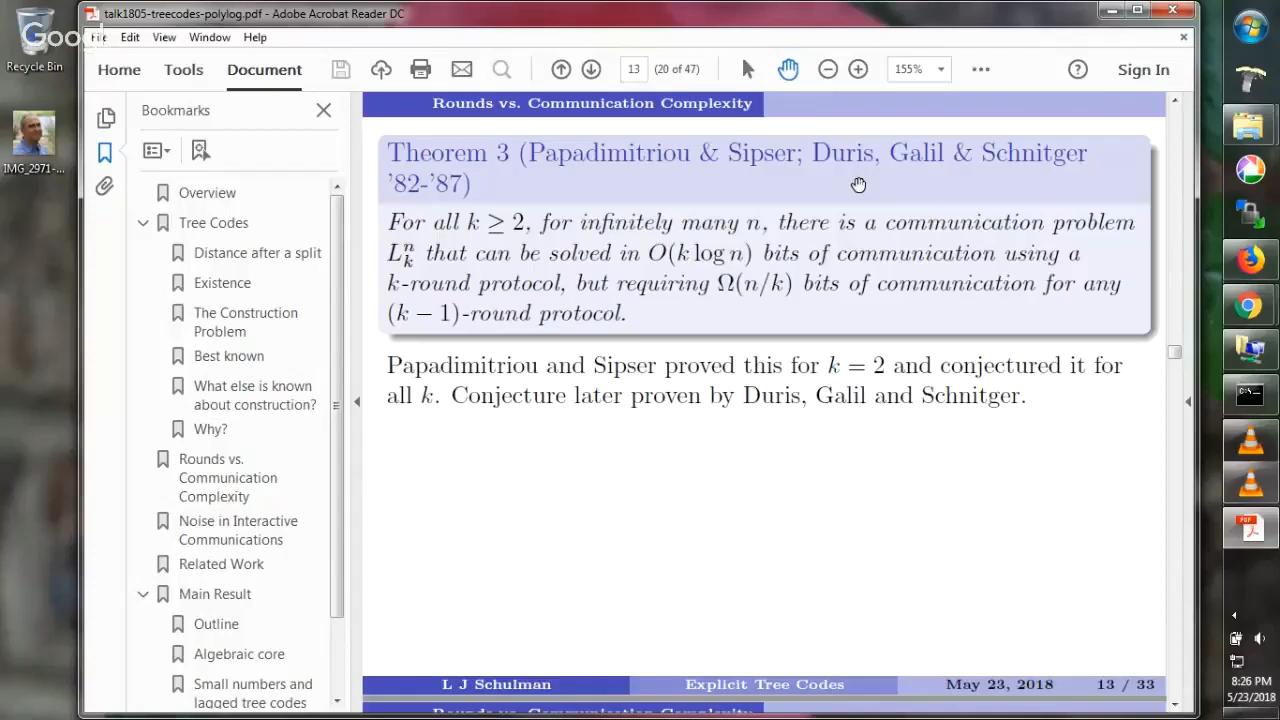 talk1805-treecodes-polylog.pdf - Adobe Acrobat Reader DC
Goo
Recycle Bin
Edit View Window Help
Home Tools Document 13 (20 of 47) 155% Sign In
Bookmarks
IMG_2971-...
Overview
Tree Codes
Distance after a split
Existence
The Construction
Problem
Best known
What else is known
about construction?
Why?
Rounds vs.
Communication
Complexity
Noise in Interactive
Communications
Related Work
Main Result
Outline
Algebraic core
Small numbers and
lagged tree codes
Rounds vs. Communication Complexity
Theorem 3 (Papadimitriou & Sipser; Duris, Galil & Schnitger
'82-'87)
For all k ≥ 2, for infinitely many n, there is a communication problem
Lₖⁿ that can be solved in O(k log n) bits of communication using a
k-round protocol, but requiring Ω(n/k) bits of communication for any
(k − 1)-round protocol.
Papadimitriou and Sipser proved this for k = 2 and conjectured it for
all k. Conjecture later proven by Duris, Galil and Schnitger.
L J Schulman Explicit Tree Codes May 23, 2018 13 / 33
Rounds vs. Communication Complexity
PDF
8:26 PM
5/23/2018